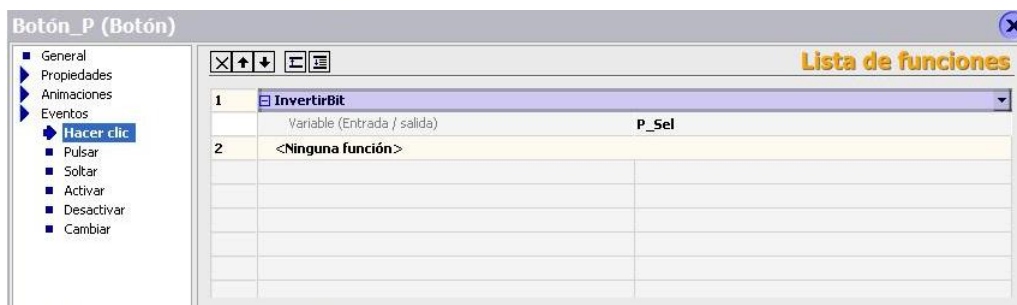 Botón_P (Botón)
General
Propiedades
Animaciones
Eventos
Hacer clic
Pulsar
Soltar
Activar
Desactivar
Cambiar
Lista de funciones
1 InvertirBit
Variable (Entrada / salida) P_Sel
2 <Ninguna función>